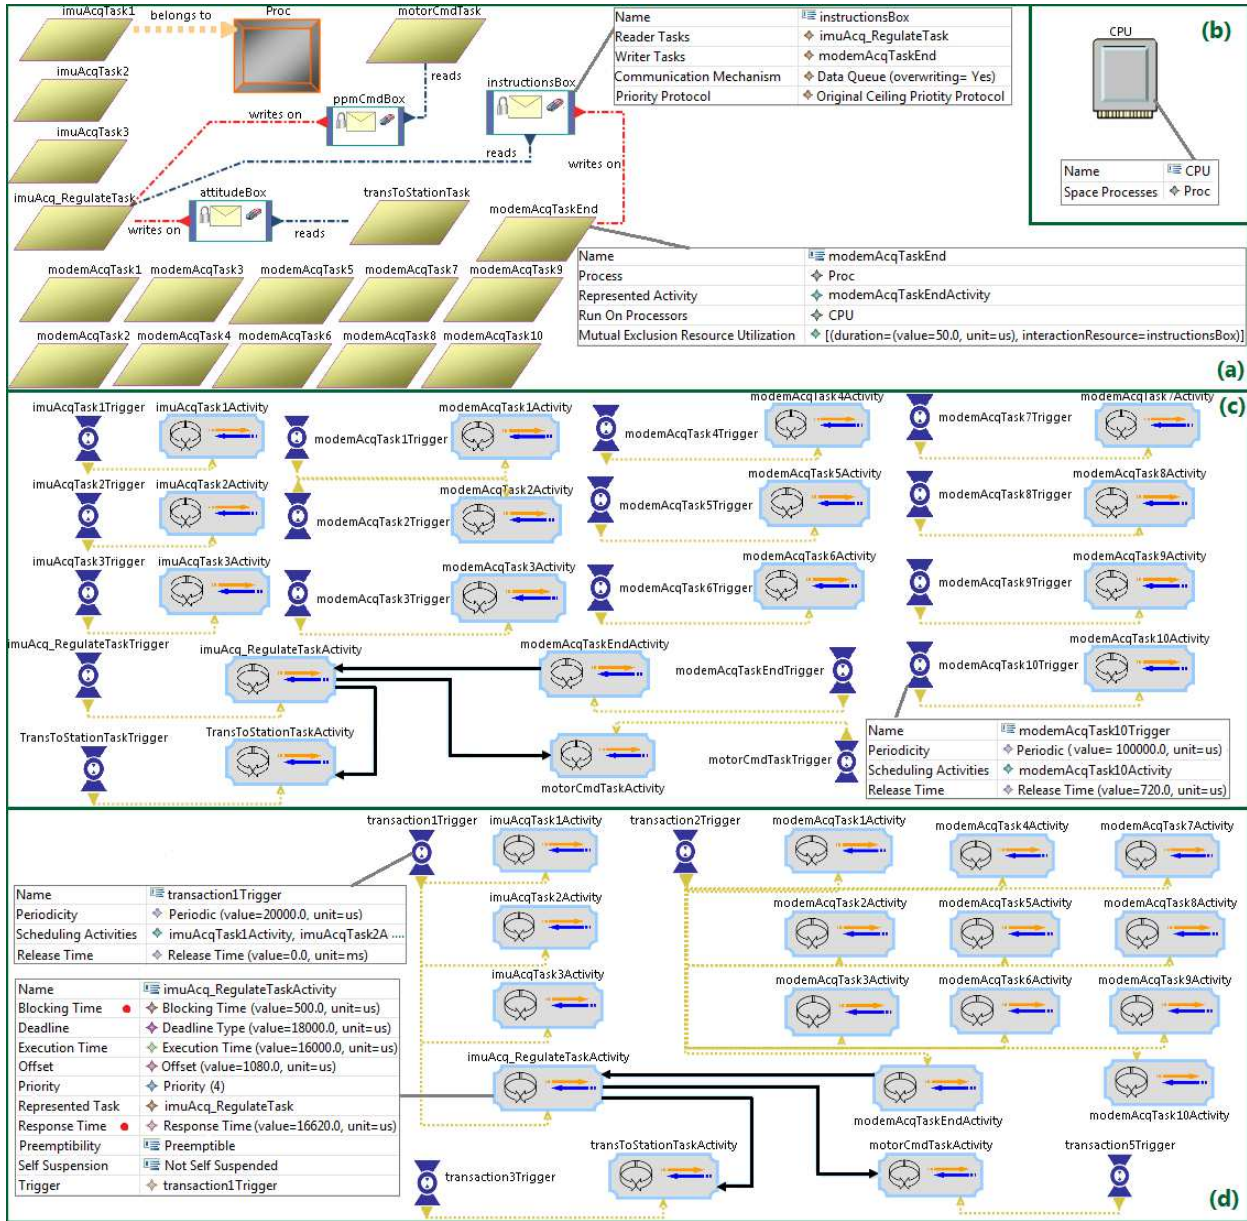 imuAcqTask1
belongs to
Proc
motorCmdTask
Name instructionsBox
Reader Tasks imuAcq_RegulateTask
Writer Tasks modemAcqTaskEnd
Communication Mechanism Data Queue (overwriting= Yes)
Priority Protocol Original Ceiling Priotity Protocol
CPU
(b)
imuAcqTask2
reads
instructionsBox
ppmCmdBox
writes on
imuAcqTask3
reads
writes on
Name CPU
Space Processes Proc
imuAcq_RegulateTask
attitudeBox
transToStationTask
modemAcqTaskEnd
writes on
reads
Name modemAcqTaskEnd
Process Proc
Represented Activity modemAcqTaskEndActivity
Run On Processors CPU
Mutual Exclusion Resource Utilization [(duration=(value=50.0, unit=us), interactionResource=instructionsBox)]
modemAcqTask1 modemAcqTask3 modemAcqTask5 modemAcqTask7 modemAcqTask9
modemAcqTask2 modemAcqTask4 modemAcqTask6 modemAcqTask8 modemAcqTask10
(a)
(c)
imuAcqTask1Trigger imuAcqTask1Activity
modemAcqTask1Activity
modemAcqTask1Trigger
modemAcqTask4Activity
modemAcqTask4Trigger
modemAcqTask7Activity
modemAcqTask7Trigger
imuAcqTask2Trigger imuAcqTask2Activity
modemAcqTask2Activity
modemAcqTask2Trigger
modemAcqTask5Activity
modemAcqTask5Trigger
modemAcqTask8Activity
modemAcqTask8Trigger
imuAcqTask3Trigger imuAcqTask3Activity
modemAcqTask3Activity
modemAcqTask3Trigger
modemAcqTask6Activity
modemAcqTask6Trigger
modemAcqTask9Activity
modemAcqTask9Trigger
imuAcq_RegulateTaskTrigger
imuAcq_RegulateTaskActivity
modemAcqTaskEndActivity
modemAcqTaskEndTrigger
modemAcqTask10Activity
modemAcqTask10Trigger
TransToStationTaskTrigger
TransToStationTaskActivity
motorCmdTaskActivity
motorCmdTaskTrigger
Name modemAcqTask10Trigger
Periodicity Periodic (value= 100000.0, unit=us)
Scheduling Activities modemAcqTask10Activity
Release Time Release Time (value=720.0, unit=us)
transaction1Trigger
imuAcqTask1Activity
transaction2Trigger
modemAcqTask1Activity
modemAcqTask4Activity
modemAcqTask7Activity
Name transaction1Trigger
Periodicity Periodic (value=20000.0, unit=us)
Scheduling Activities imuAcqTask1Activity, imuAcqTask2A ....
Release Time Release Time (value=0.0, unit=ms)
imuAcqTask2Activity
modemAcqTask2Activity
modemAcqTask5Activity
modemAcqTask8Activity
imuAcqTask3Activity
modemAcqTask3Activity
modemAcqTask6Activity
modemAcqTask9Activity
Name imuAcq_RegulateTaskActivity
Blocking Time Blocking Time (value=500.0, unit=us)
Deadline Deadline Type (value=18000.0, unit=us)
Execution Time Execution Time (value=16000.0, unit=us)
Offset Offset (value=1080.0, unit=us)
Priority Priority (4)
Represented Task imuAcq_RegulateTask
Response Time Response Time (value=16620.0, unit=us)
Preemptibility Preemptible
Self Suspension Not Self Suspended
Trigger transaction1Trigger
imuAcq_RegulateTaskActivity
modemAcqTaskEndActivity
modemAcqTask10Activity
transToStationTaskActivity
motorCmdTaskActivity
transaction5Trigger
transaction3Trigger
(d)